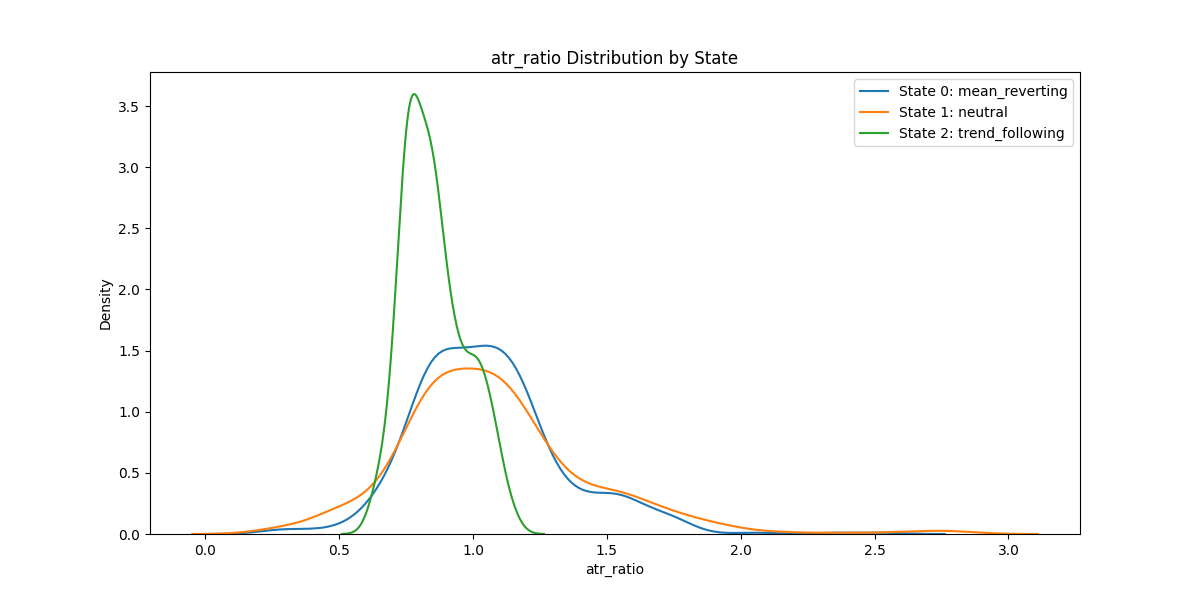 atr_ratio Distribution by State
State 0: mean_reverting
State 1: neutral
State 2: trend_following
Density
3.5
3.0
2.5
2.0
1.5
1.0
0.5
0.0
0.0 0.5 1.0 1.5 2.0 2.5 3.0
atr_ratio